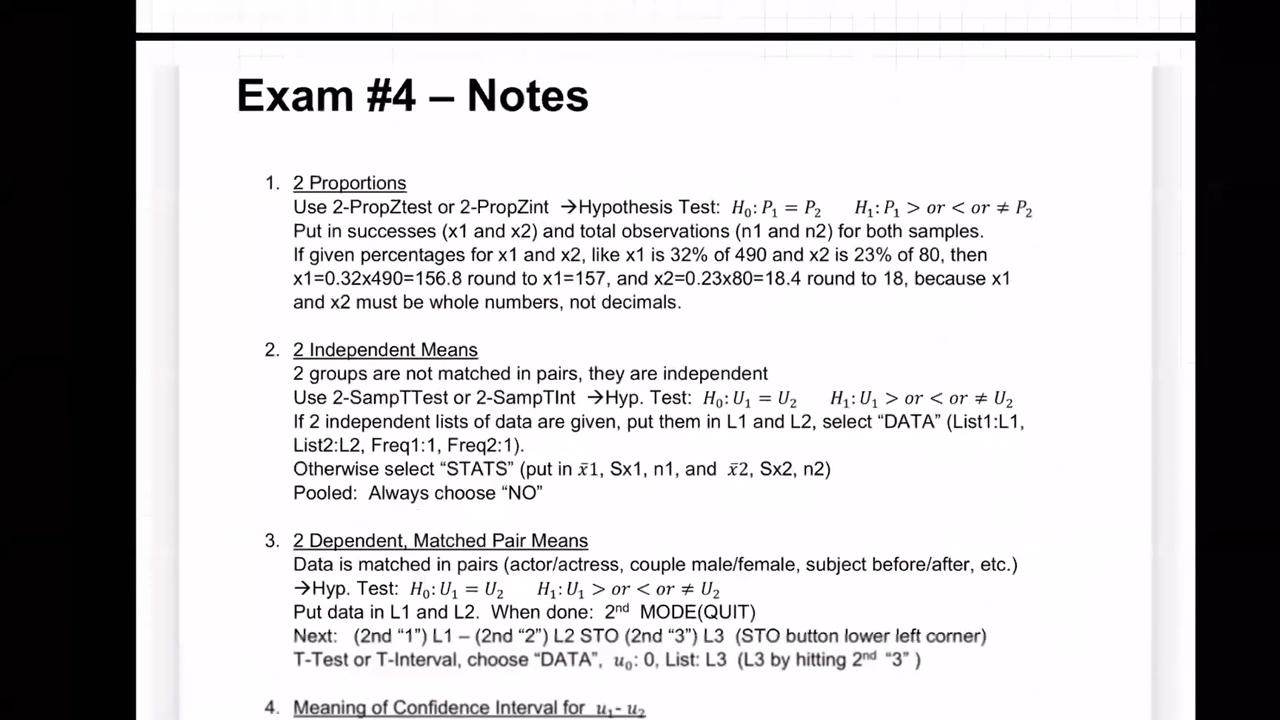 Exam #4 – Notes
1. 2 Proportions
Use 2-PropZtest or 2-PropZint →Hypothesis Test: H₀: P₁ = P₂ H₁: P₁ > or < or ≠ P₂
Put in successes (x1 and x2) and total observations (n1 and n2) for both samples.
If given percentages for x1 and x2, like x1 is 32% of 490 and x2 is 23% of 80, then
x1=0.32x490=156.8 round to x1=157, and x2=0.23x80=18.4 round to 18, because x1
and x2 must be whole numbers, not decimals.
2. 2 Independent Means
2 groups are not matched in pairs, they are independent
Use 2-SampTTest or 2-SampTInt →Hyp. Test: H₀: U₁ = U₂ H₁: U₁ > or < or ≠ U₂
If 2 independent lists of data are given, put them in L1 and L2, select “DATA” (List1:L1,
List2:L2, Freq1:1, Freq2:1).
Otherwise select “STATS” (put in x̄1, Sx1, n1, and x̄2, Sx2, n2)
Pooled: Always choose “NO”
3. 2 Dependent, Matched Pair Means
Data is matched in pairs (actor/actress, couple male/female, subject before/after, etc.)
→Hyp. Test: H₀: U₁ = U₂ H₁: U₁ > or < or ≠ U₂
Put data in L1 and L2. When done: 2ⁿᵈ MODE(QUIT)
Next: (2nd “1”) L1 – (2nd “2”) L2 STO (2nd “3”) L3 (STO button lower left corner)
T-Test or T-Interval, choose “DATA”, u₀: 0, List: L3 (L3 by hitting 2ⁿᵈ “3” )
4. Meaning of Confidence Interval for u₁- u₂